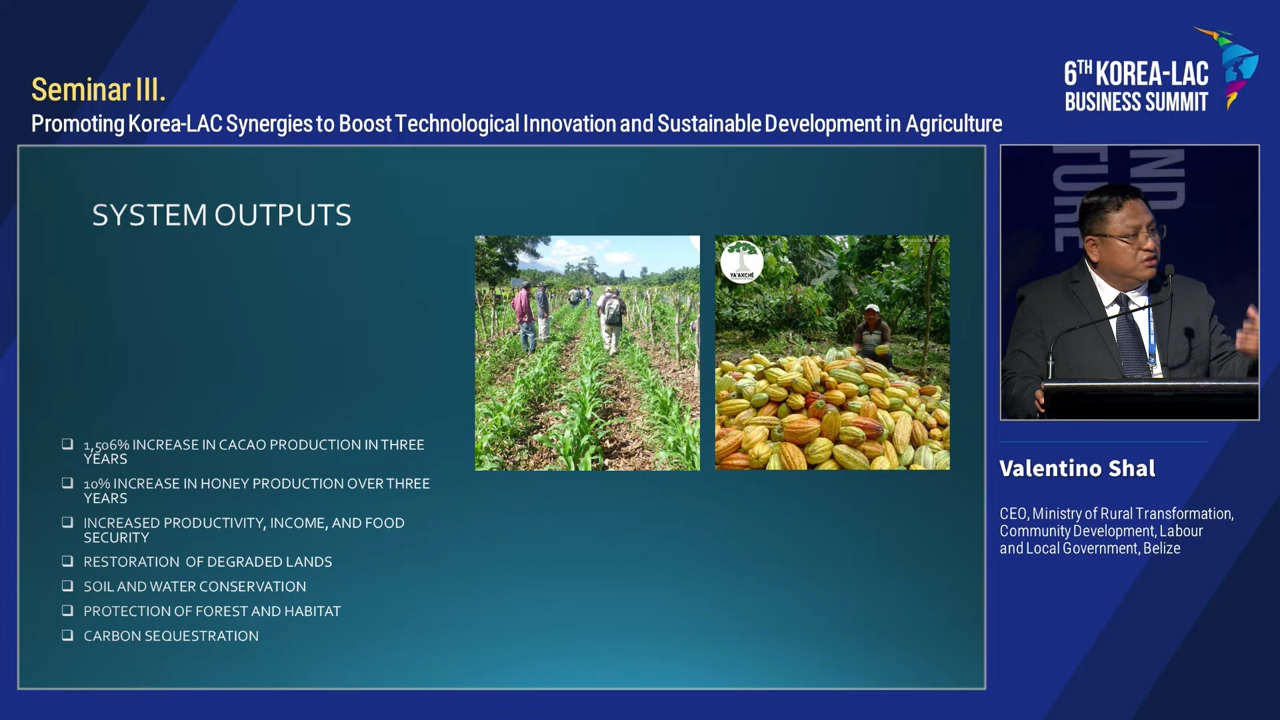 Seminar III.
Promoting Korea-LAC Synergies to Boost Technological Innovation and Sustainable Development in Agriculture
6TH KOREA-LAC
BUSINESS SUMMIT
SYSTEM OUTPUTS
YA'AXCHÉ
❑ 1,506% INCREASE IN CACAO PRODUCTION IN THREE
YEARS
❑ 10% INCREASE IN HONEY PRODUCTION OVER THREE
YEARS
❑ INCREASED PRODUCTIVITY, INCOME, AND FOOD
SECURITY
❑ RESTORATION OF DEGRADED LANDS
❑ SOIL AND WATER CONSERVATION
❑ PROTECTION OF FOREST AND HABITAT
❑ CARBON SEQUESTRATION
Valentino Shal
CEO, Ministry of Rural Transformation,
Community Development, Labour
and Local Government, Belize